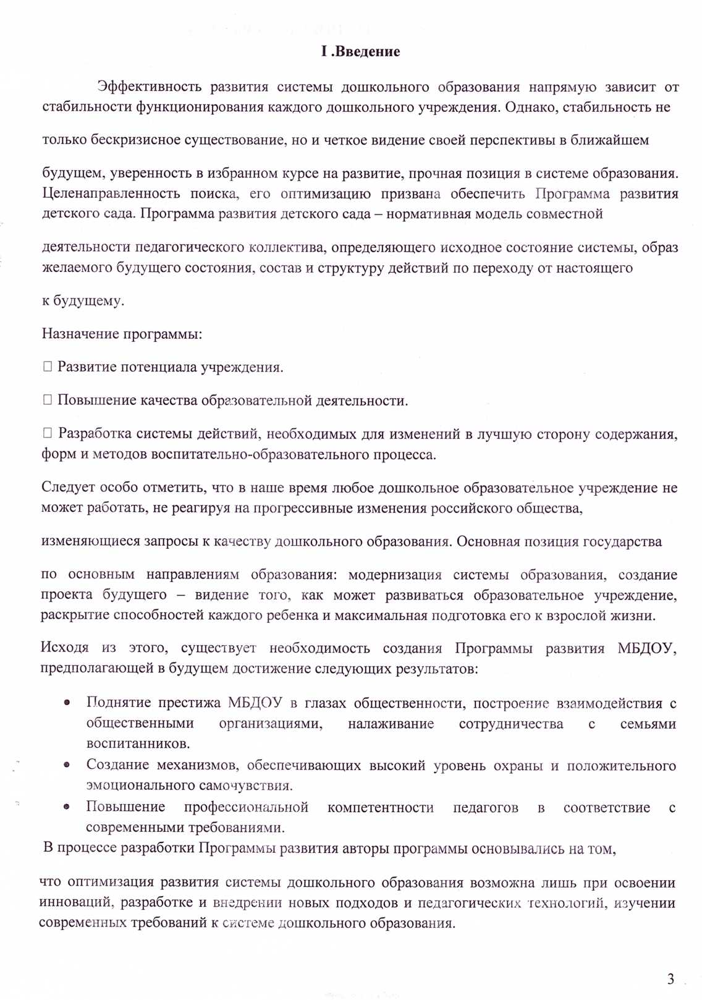 I .Введение
Эффективность развития системы дошкольного образования напрямую зависит от
стабильности функционирования каждого дошкольного учреждения. Однако, стабильность не
только бескризисное существование, но и четкое видение своей перспективы в ближайшем
будущем, уверенность в избранном курсе на развитие, прочная позиция в системе образования.
Целенаправленность поиска, его оптимизацию призвана обеспечить Программа развития
детского сада. Программа развития детского сада – нормативная модель совместной
деятельности педагогического коллектива, определяющего исходное состояние системы, образ
желаемого будущего состояния, состав и структуру действий по переходу от настоящего
к будущему.
Назначение программы:
□ Развитие потенциала учреждения.
□ Повышение качества образовательной деятельности.
□ Разработка системы действий, необходимых для изменений в лучшую сторону содержания,
форм и методов воспитательно-образовательного процесса.
Следует особо отметить, что в наше время любое дошкольное образовательное учреждение не
может работать, не реагируя на прогрессивные изменения российского общества,
изменяющиеся запросы к качеству дошкольного образования. Основная позиция государства
по основным направлениям образования: модернизация системы образования, создание
проекта будущего – видение того, как может развиваться образовательное учреждение,
раскрытие способностей каждого ребенка и максимальная подготовка его к взрослой жизни.
Исходя из этого, существует необходимость создания Программы развития МБДОУ,
предполагающей в будущем достижение следующих результатов:
• Поднятие престижа МБДОУ в глазах общественности, построение взаимодействия с
общественными организациями, налаживание сотрудничества с семьями
воспитанников.
• Создание механизмов, обеспечивающих высокий уровень охраны и положительного
эмоционального самочувствия.
• Повышение профессиональной компетентности педагогов в соответствие с
современными требованиями.
В процессе разработки Программы развития авторы программы основывались на том,
что оптимизация развития системы дошкольного образования возможна лишь при освоении
инноваций, разработке и внедрении новых подходов и педагогических технологий, изучении
современных требований к системе дошкольного образования.
3